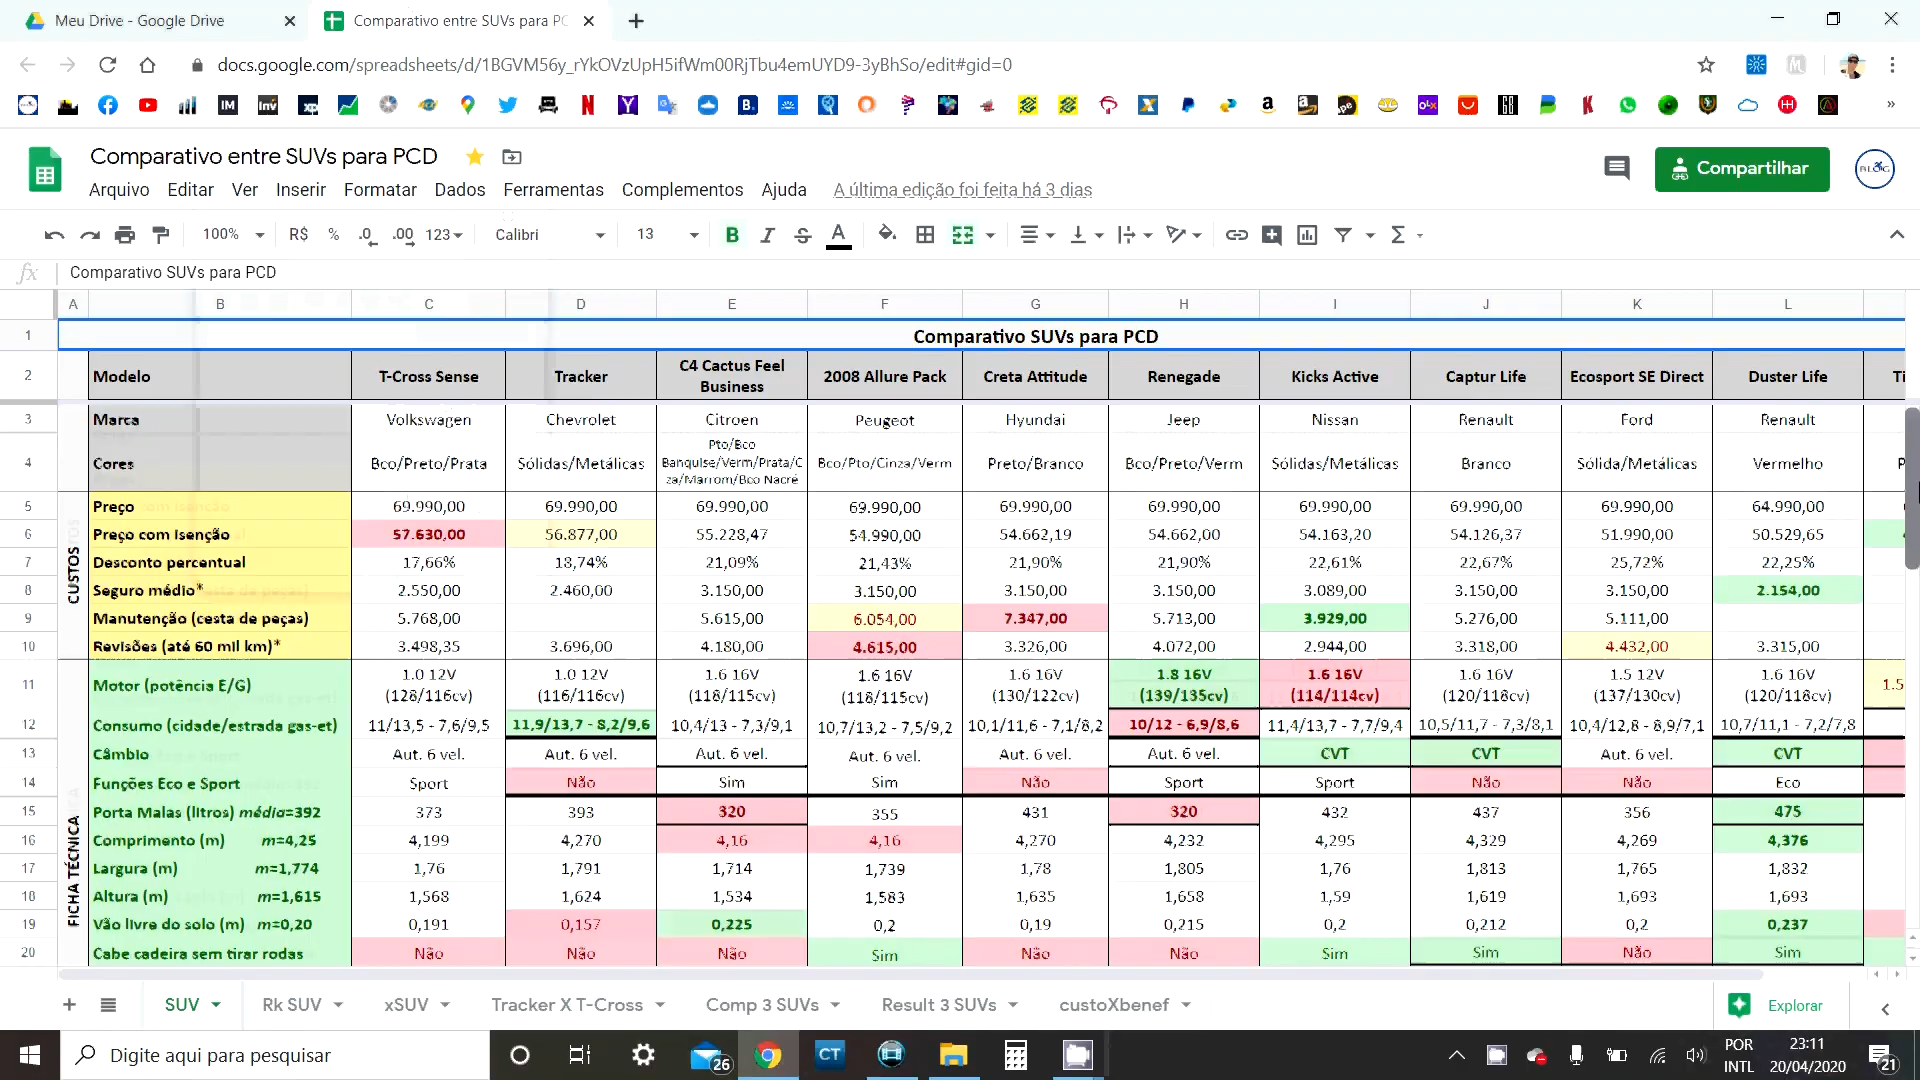 Meu Drive - Google Drive
Comparativo entre SUVs para PC
docs.google.com/spreadsheets/d/1BGVM56y_rYkOVzUpH5ifWm00RjTbu4emUYD9-3yBhSo/edit#gid=0
Comparativo entre SUVs para PCD
Compartilhar
Arquivo Editar Ver Inserir Formatar Dados Ferramentas Complementos Ajuda A última edição foi feita há 3 dias
100% R$ % .0 .00 123 Calibri 13
fx Comparativo SUVs para PCD
A B C D E F G H I J K L
1 Comparativo SUVs para PCD
2 Modelo T-Cross Sense Tracker C4 Cactus Feel Business 2008 Allure Pack Creta Attitude Renegade Kicks Active Captur Life Ecosport SE Direct Duster Life Ti
3 Marca Volkswagen Chevrolet Citroen Peugeot Hyundai Jeep Nissan Renault Ford Renault
4 Cores Bco/Preto/Prata Sólidas/Metálicas Pto/Bco Banquise/Verm/Prata/C za/Marrom/Bco Nacré Bco/Pto/Cinza/Verm Preto/Branco Bco/Preto/Verm Sólidas/Metálicas Branco Sólida/Metálicas Vermelho P
CUSTOS
5 Preço 69.990,00 69.990,00 69.990,00 69.990,00 69.990,00 69.990,00 69.990,00 69.990,00 69.990,00 64.990,00
6 Preço com Isenção 57.630,00 56.877,00 55.228,47 54.990,00 54.662,19 54.662,00 54.163,20 54.126,37 51.990,00 50.529,65
7 Desconto percentual 17,66% 18,74% 21,09% 21,43% 21,90% 21,90% 22,61% 22,67% 25,72% 22,25%
8 Seguro médio* 2.550,00 2.460,00 3.150,00 3.150,00 3.150,00 3.150,00 3.089,00 3.150,00 3.150,00 2.154,00
9 Manutenção (cesta de peças) 5.768,00 5.615,00 6.054,00 7.347,00 5.713,00 3.929,00 5.276,00 5.111,00
10 Revisões (até 60 mil km)* 3.498,35 3.696,00 4.180,00 4.615,00 3.326,00 4.072,00 2.944,00 3.318,00 4.432,00 3.315,00
FICHA TÉCNICA
11 Motor (potência E/G) 1.0 12V (128/116cv) 1.0 12V (116/116cv) 1.6 16V (118/115cv) 1.6 16V (118/115cv) 1.6 16V (130/122cv) 1.8 16V (139/135cv) 1.6 16V (114/114cv) 1.6 16V (120/118cv) 1.5 12V (137/130cv) 1.6 16V (120/118cv) 1.5
12 Consumo (cidade/estrada gas-et) 11/13,5 - 7,6/9,5 11,9/13,7 - 8,2/9,6 10,4/13 - 7,3/9,1 10,7/13,2 - 7,5/9,2 10,1/11,6 - 7,1/8,2 10/12 - 6,9/8,6 11,4/13,7 - 7,7/9,4 10,5/11,7 - 7,3/8,1 10,4/12,8 - 8,9/7,1 10,7/11,1 - 7,2/7,8
13 Câmbio Aut. 6 vel. Aut. 6 vel. Aut. 6 vel. Aut. 6 vel. Aut. 6 vel. Aut. 6 vel. CVT CVT Aut. 6 vel. CVT
14 Funções Eco e Sport Sport Não Sim Sim Não Sport Sport Não Não Eco
15 Porta Malas (litros) média=392 373 393 320 355 431 320 432 437 356 475
16 Comprimento (m) m=4,25 4,199 4,270 4,16 4,16 4,270 4,232 4,295 4,329 4,269 4,376
17 Largura (m) m=1,774 1,76 1,791 1,714 1,739 1,78 1,805 1,76 1,813 1,765 1,832
18 Altura (m) m=1,615 1,568 1,624 1,534 1,583 1,635 1,658 1,59 1,619 1,693 1,693
19 Vão livre do solo (m) m=0,20 0,191 0,157 0,225 0,2 0,19 0,215 0,2 0,212 0,2 0,237
20 Cabe cadeira sem tirar rodas Não Não Não Sim Não Não Sim Sim Não Sim
SUV Rk SUV xSUV Tracker X T-Cross Comp 3 SUVs Result 3 SUVs custoXbenef Explorar
Digite aqui para pesquisar
26
CT
POR
INTL
23:11
20/04/2020
21